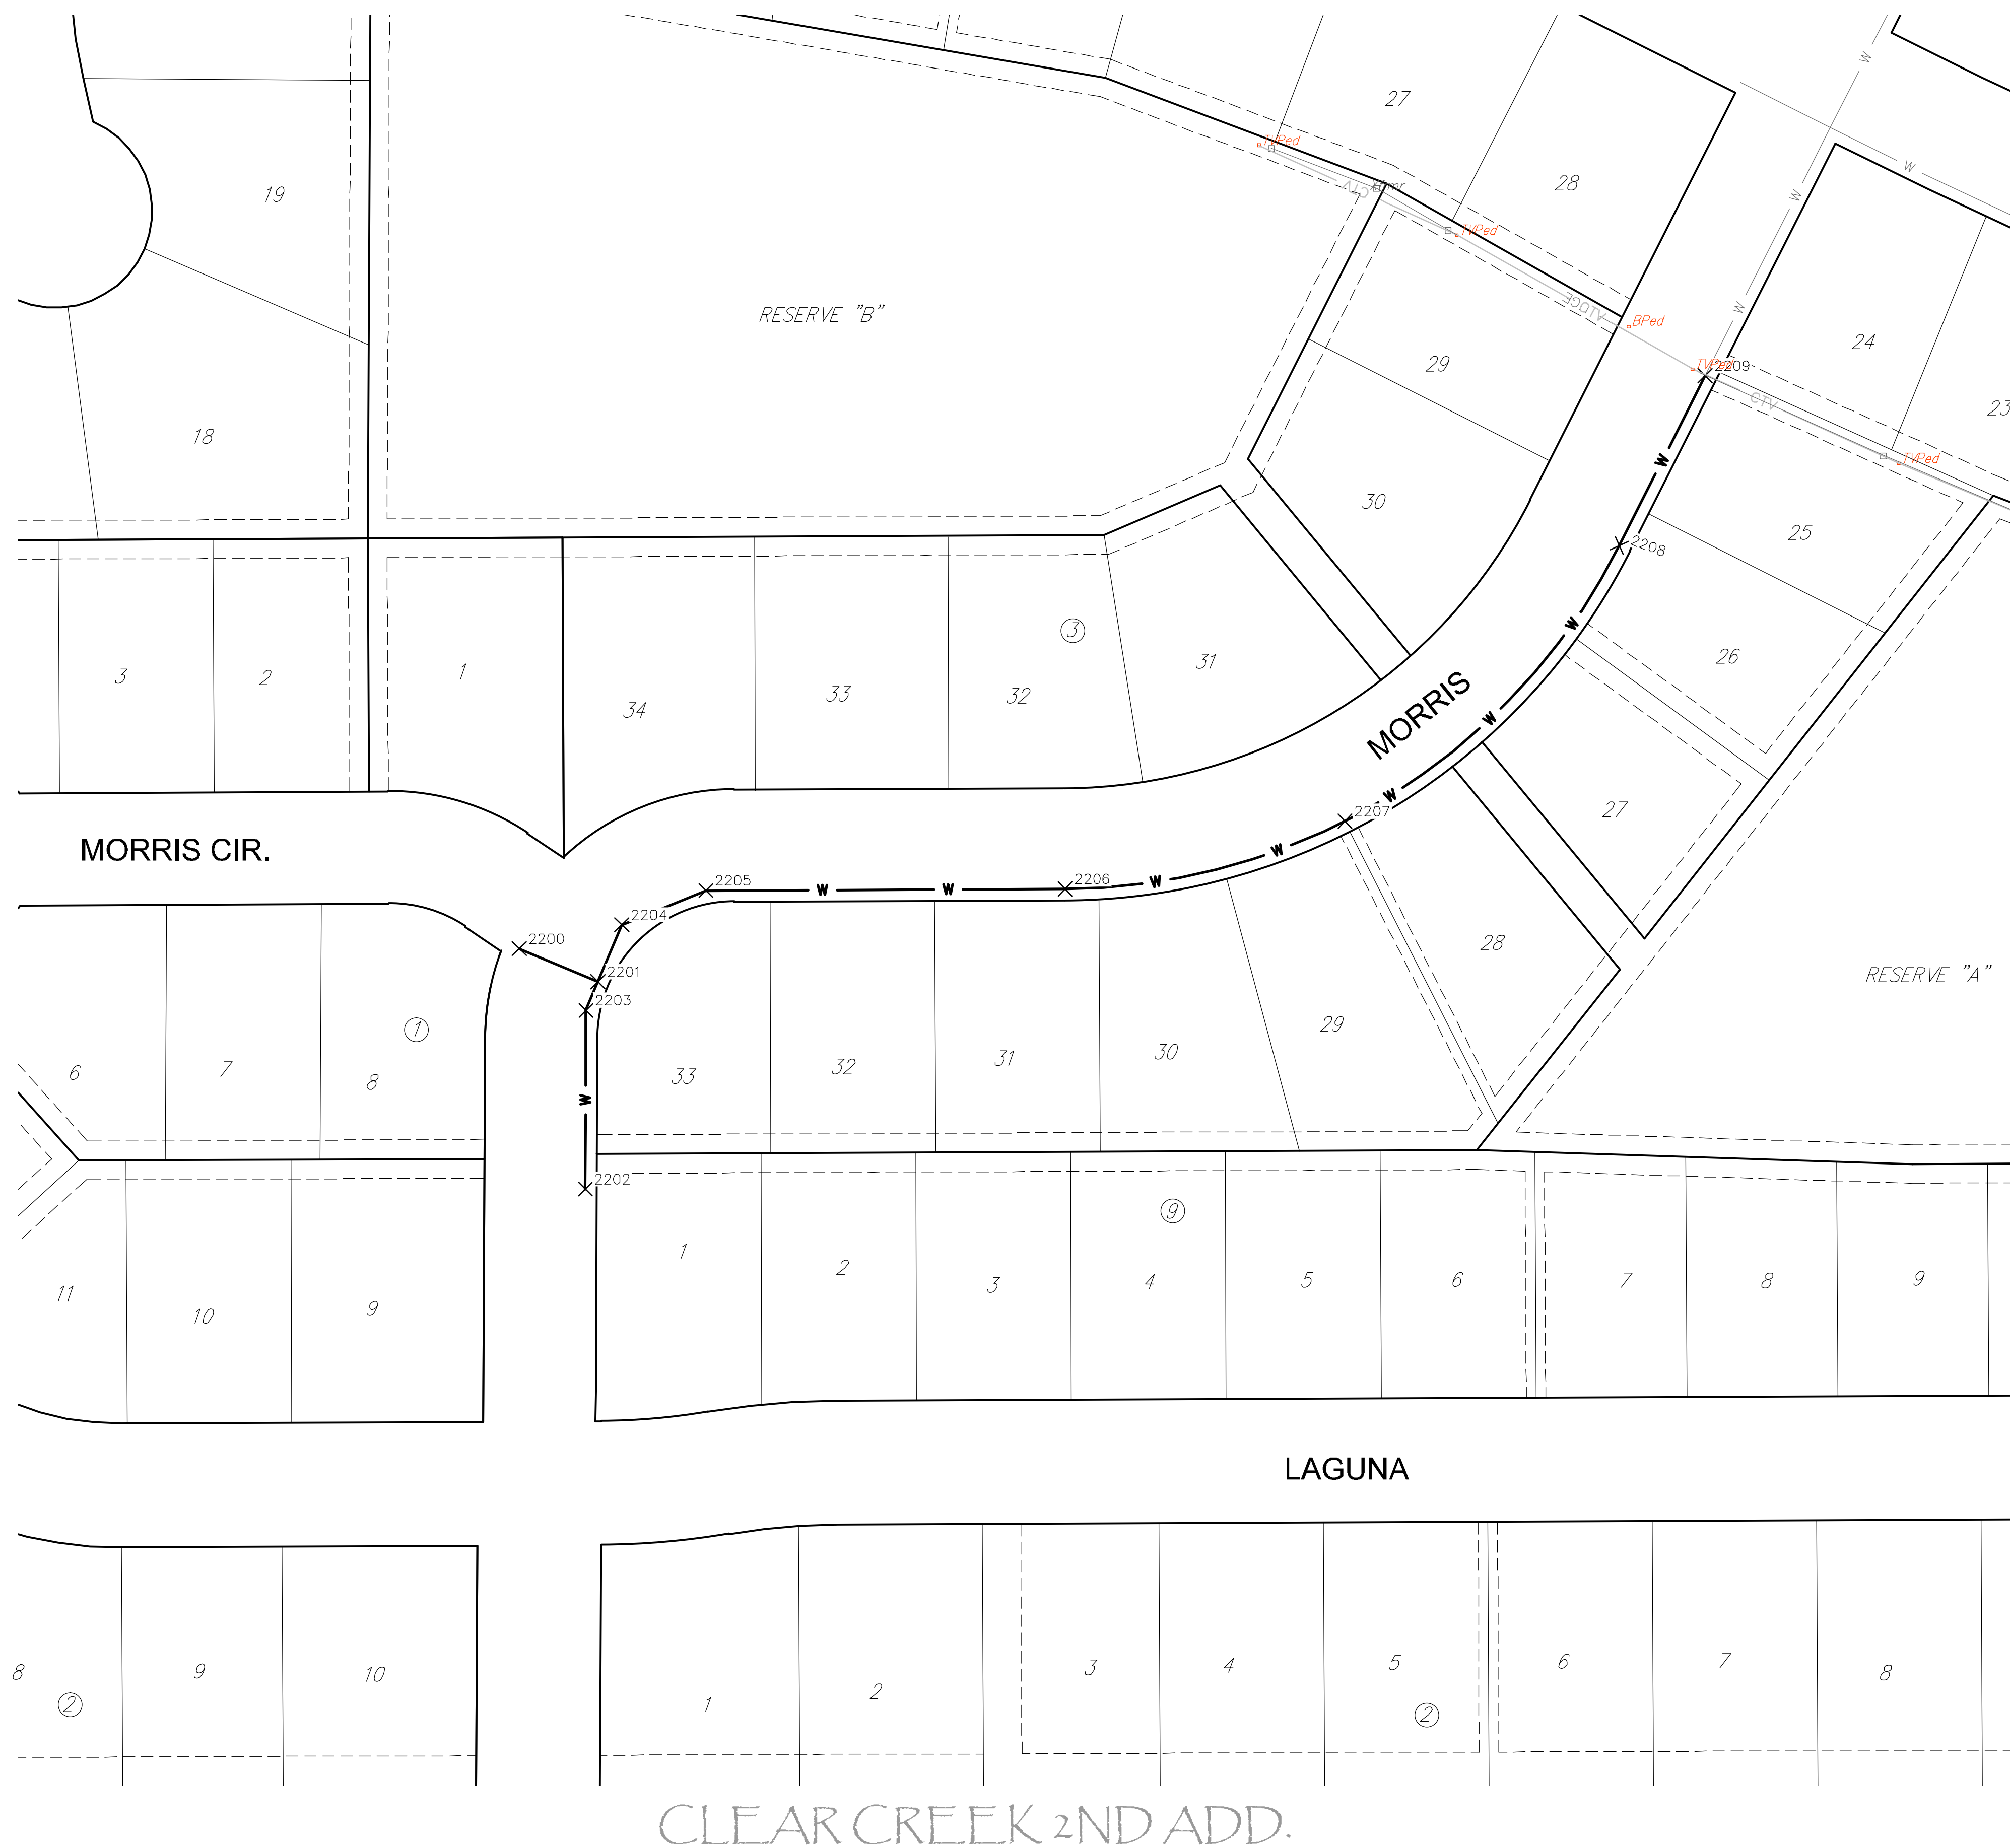 W
27
TVPed
W
28
19
CTV
Xfmr
W
TVPed
RESERVE "B"
ALDGE
BPed
W
24
29
TVPed
2209
CTV
23
18
W
TVPed
30
25
2208
W
3
31
26
3
2
1
34
33
32
MORRIS
W
W
27
2207
MORRIS CIR.
W
2205
W
W
2206
W
2204
2200
28
2201
RESERVE "A"
2203
1
29
6
7
8
33
32
31
30
W
2202
9
1
2
3
4
5
6
7
8
9
11
10
9
LAGUNA
8
9
10
1
2
3
4
5
6
7
8
2
2
CLEAR CREEK 2ND ADD.